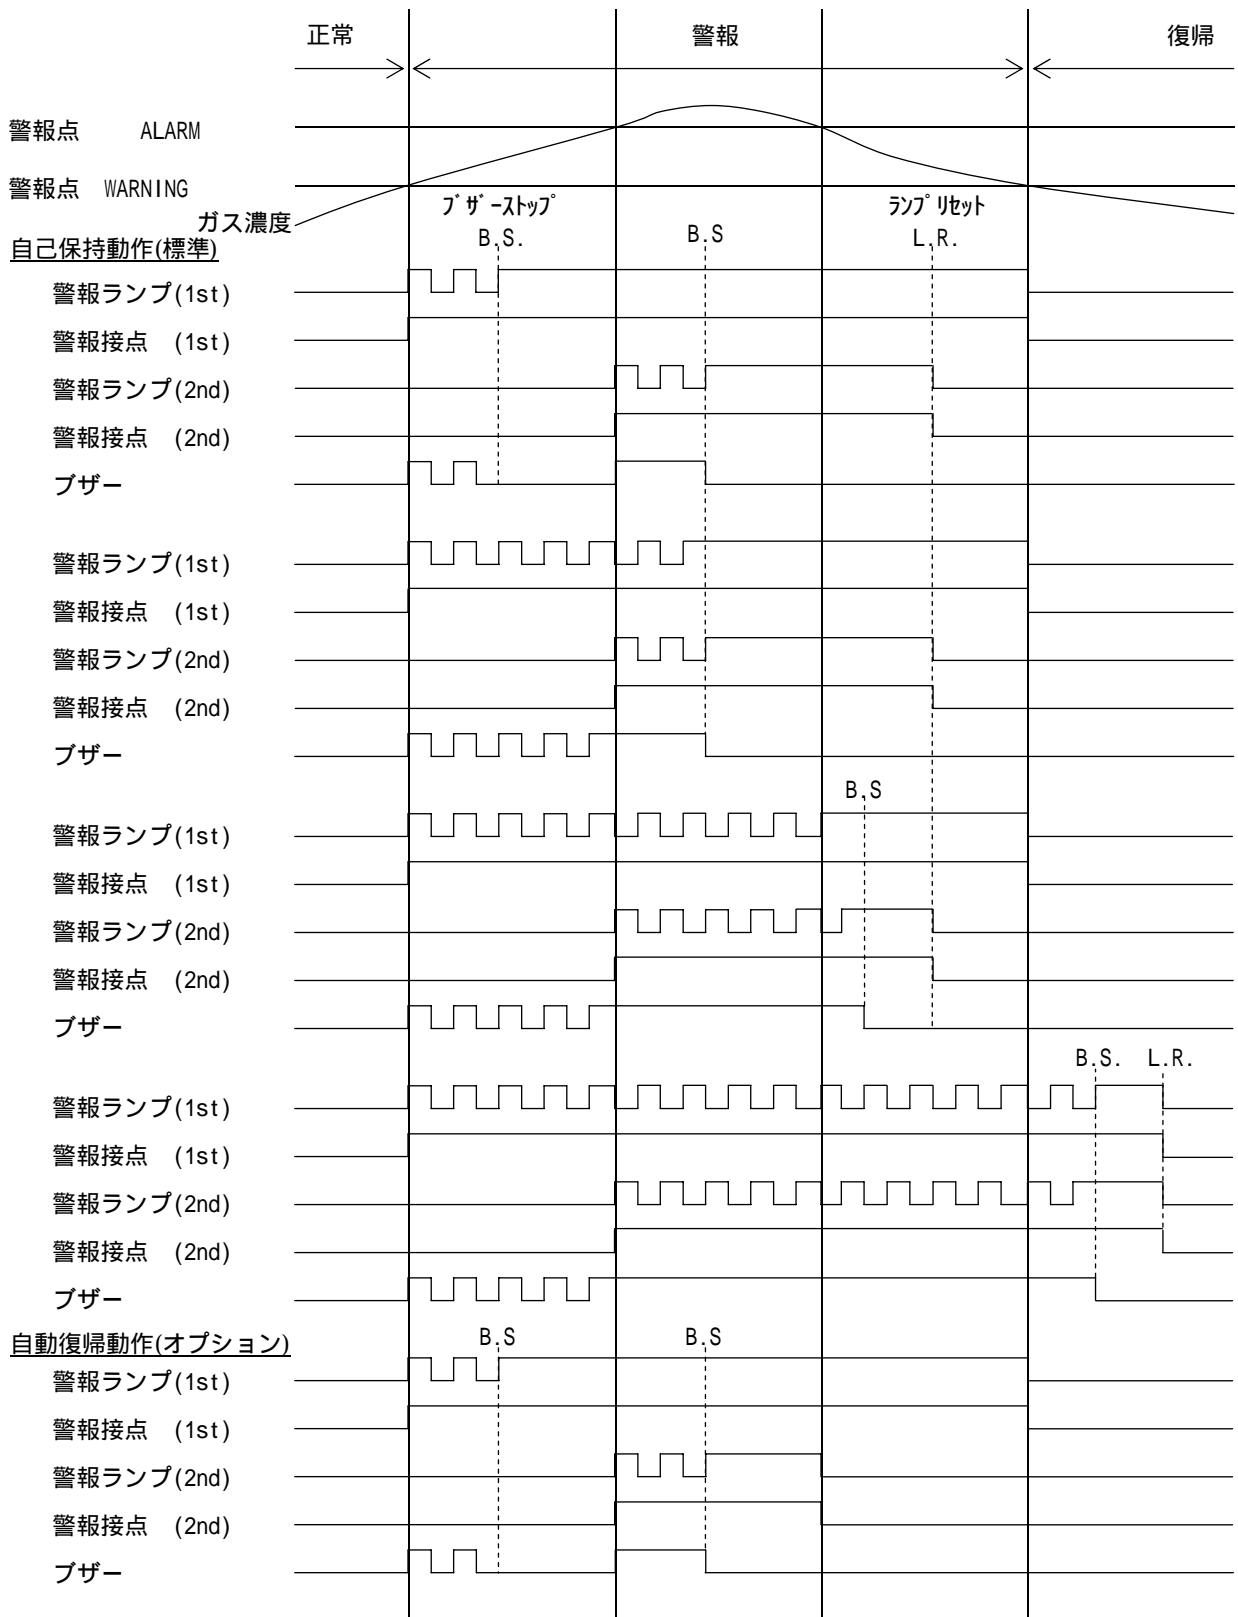 正常 警報 復帰
警報点 ALARM
警報点 WARNING
ガス濃度
ﾌﾞｻﾞｰｽﾄｯﾌﾟ ﾗﾝﾌﾟﾘｾｯﾄ
自己保持動作(標準) B.S. B.S L.R.
警報ランプ(1st)
警報接点 (1st)
警報ランプ(2nd)
警報接点 (2nd)
ブザー
警報ランプ(1st)
警報接点 (1st)
警報ランプ(2nd)
警報接点 (2nd)
ブザー
B.S
警報ランプ(1st)
警報接点 (1st)
警報ランプ(2nd)
警報接点 (2nd)
ブザー
B.S. L.R.
警報ランプ(1st)
警報接点 (1st)
警報ランプ(2nd)
警報接点 (2nd)
ブザー
自動復帰動作(オプション) B.S B.S
警報ランプ(1st)
警報接点 (1st)
警報ランプ(2nd)
警報接点 (2nd)
ブザー